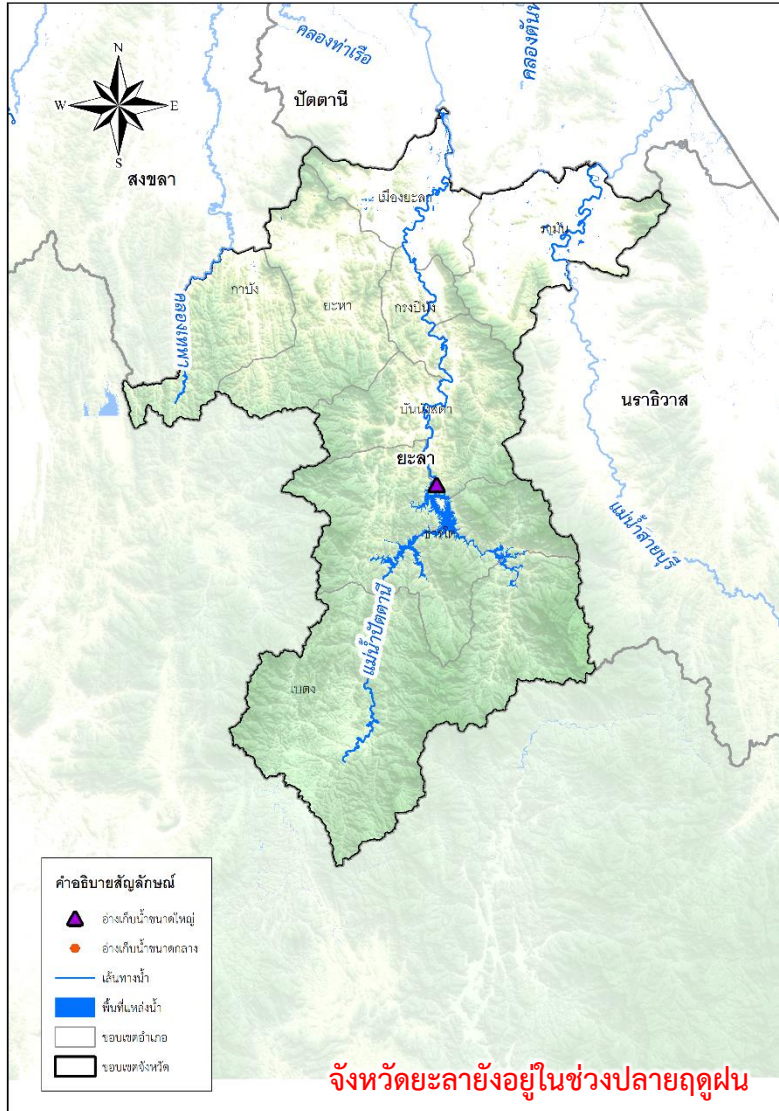 คลองท่าเรือ
คลองตันห
N
W E
S
ปัตตานี
สงขลา
เมืองยะลา
รามัน
กาบัง
ยะหา
กรงปินัง
คลองเทพา
บันนังสตา
นราธิวาส
ยะลา
ธารโต
แม่น้ำสายบุรี
แม่น้ำปัตตานี
เบตง
คำอธิบายสัญลักษณ์
อ่างเก็บน้ำขนาดใหญ่
อ่างเก็บน้ำขนาดกลาง
เส้นทางน้ำ
พื้นที่แหล่งน้ำ
ขอบเขตอำเภอ
ขอบเขตจังหวัด
จังหวัดยะลายังอยู่ในช่วงปลายฤดูฝน